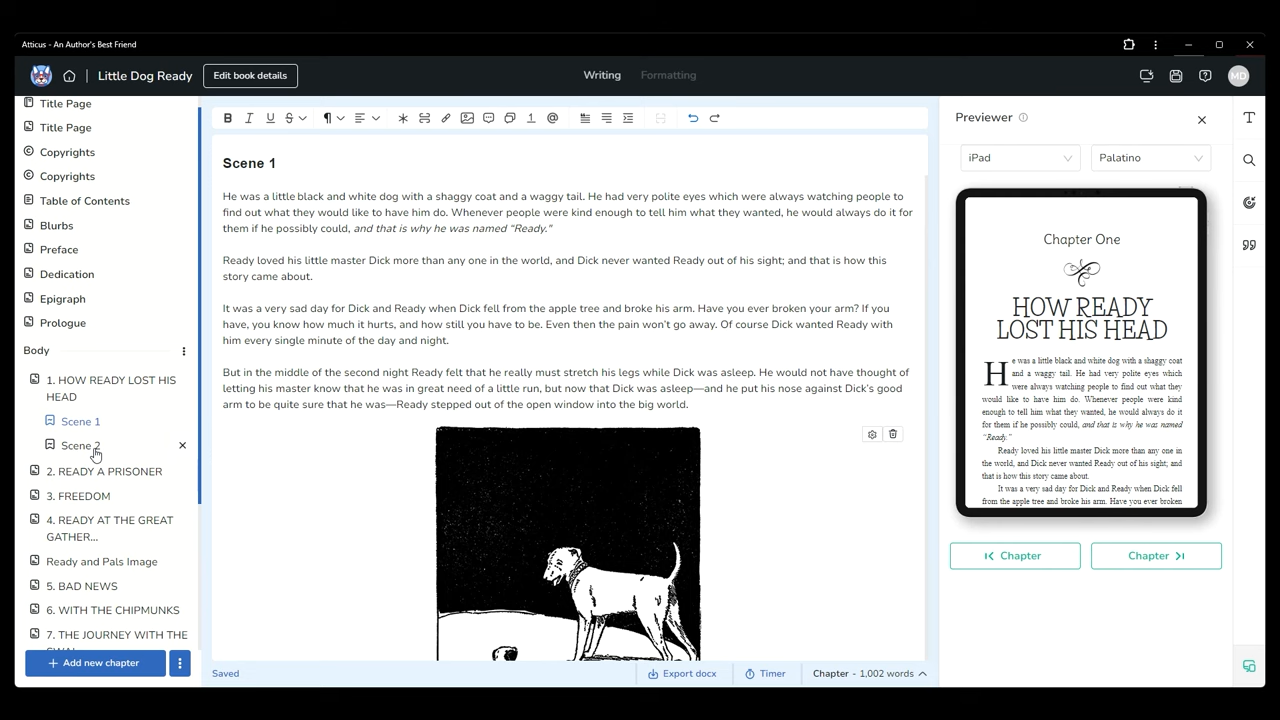 Atticus - An Author's Best Friend
Little Dog Ready
Edit book details
Writing
Formatting
MD
Title Page
Title Page
Copyrights
Copyrights
Table of Contents
Blurbs
Preface
Dedication
Epigraph
Prologue
Body
1. HOW READY LOST HIS
HEAD
Scene 1
Scene 2
2. READY A PRISONER
3. FREEDOM
4. READY AT THE GREAT
GATHER...
Ready and Pals Image
5. BAD NEWS
6. WITH THE CHIPMUNKS
7. THE JOURNEY WITH THE
Add new chapter
Scene 1
He was a little black and white dog with a shaggy coat and a waggy tail. He had very polite eyes which were always watching people to
find out what they would like to have him do. Whenever people were kind enough to tell him what they wanted, he would always do it for
them if he possibly could, and that is why he was named “Ready.”
Ready loved his little master Dick more than any one in the world, and Dick never wanted Ready out of his sight; and that is how this
story came about.
It was a very sad day for Dick and Ready when Dick fell from the apple tree and broke his arm. Have you ever broken your arm? If you
have, you know how much it hurts, and how still you have to be. Even then the pain won’t go away. Of course Dick wanted Ready with
him every single minute of the day and night.
But in the middle of the second night Ready felt that he really must stretch his legs while Dick was asleep. He would not have thought of
letting his master know that he was in great need of a little run, but now that Dick was asleep—and he put his nose against Dick’s good
arm to be quite sure that he was—Ready stepped out of the open window into the big world.
Saved
Export docx
Timer
Chapter - 1,002 words
Previewer
iPad
Palatino
Chapter One
HOW READY
LOST HIS HEAD
He was a little black and white dog with a shaggy coat
and a waggy tail. He had very polite eyes which
were always watching people to find out what they
would like to have him do. Whenever people were kind
enough to tell him what they wanted, he would always do it
for them if he possibly could, and that is why he was named
“Ready.”
Ready loved his little master Dick more than any one in
the world, and Dick never wanted Ready out of his sight; and
that is how this story came about.
It was a very sad day for Dick and Ready when Dick fell
from the apple tree and broke his arm. Have you ever broken
Chapter
Chapter